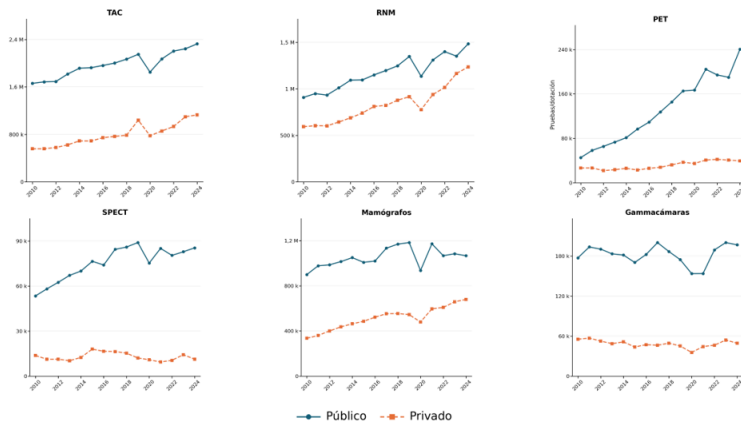 TAC
2,4 M
1,6 M
800 k
0
2010
2012
2014
2016
2018
2020
2022
2024
RNM
1,5 M
1 M
500 k
0
2010
2012
2014
2016
2018
2020
2022
2024
PET
Pruebas/dotación
240 k
160 k
80 k
0
2010
2012
2014
2016
2018
2020
2022
2024
SPECT
90 k
60 k
30 k
0
2010
2012
2014
2016
2018
2020
2022
2024
Mamógrafos
1,2 M
800 k
400 k
0
2010
2012
2014
2016
2018
2020
2022
2024
Gammacámaras
180 k
120 k
60 k
0
2010
2012
2014
2016
2018
2020
2022
2024
Público
Privado